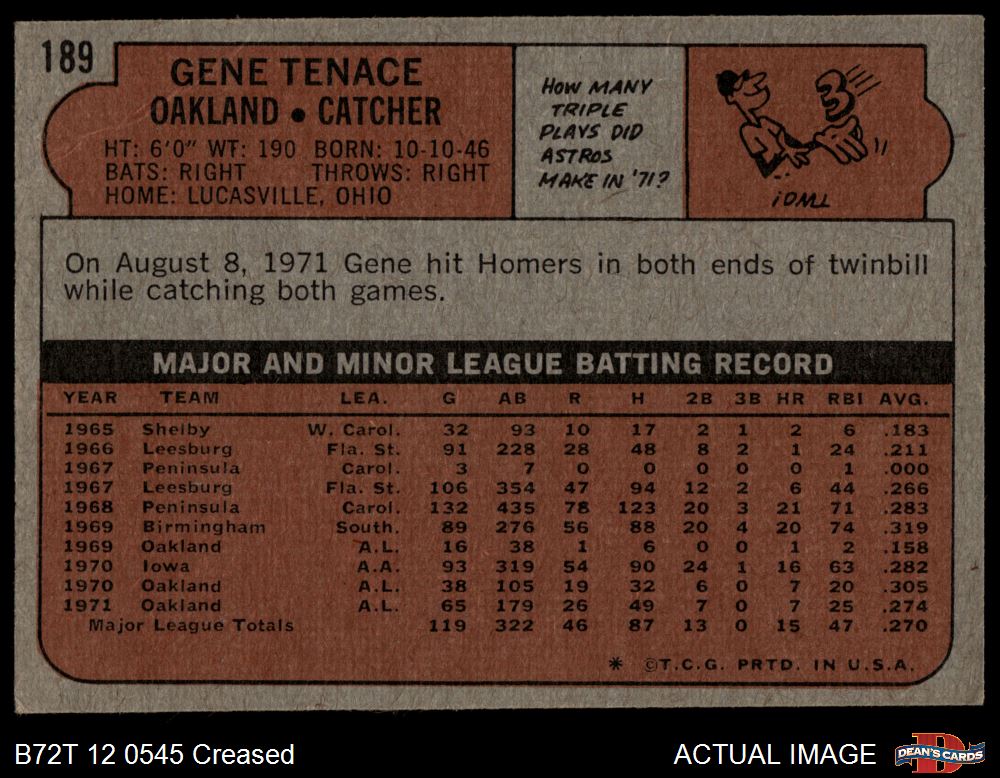 189
GENE TENACE
OAKLAND • CATCHER
HT: 6'0" WT: 190 BORN: 10-10-46
BATS: RIGHT THROWS: RIGHT
HOME: LUCASVILLE, OHIO
HOW MANY
TRIPLE
PLAYS DID
ASTROS
MAKE IN '71?
3
On August 8, 1971 Gene hit Homers in both ends of twinbill
while catching both games.
MAJOR AND MINOR LEAGUE BATTING RECORD
YEAR TEAM LEA. G AB R H 2B 3B HR RBI AVG.
1965 Shelby W. Carol. 32 93 10 17 2 1 2 6 .183
1966 Leesburg Fla. St. 91 228 28 48 8 2 1 24 .211
1967 Peninsula Carol. 3 7 0 0 0 0 0 1 .000
1967 Leesburg Fla. St. 106 354 47 94 12 2 6 44 .266
1968 Peninsula Carol. 132 435 78 123 20 3 21 71 .283
1969 Birmingham South. 89 276 56 88 20 4 20 74 .319
1969 Oakland A.L. 16 38 1 6 0 0 1 2 .158
1970 Iowa A.A. 93 319 54 90 24 1 16 63 .282
1970 Oakland A.L. 38 105 19 32 6 0 7 20 .305
1971 Oakland A.L. 65 179 26 49 7 0 7 25 .274
Major League Totals 119 322 46 87 13 0 15 47 .270
* ©T.C.G. PRTD. IN U.S.A.
B72T 12 0545 Creased
ACTUAL IMAGE
DEAN'S CARDS